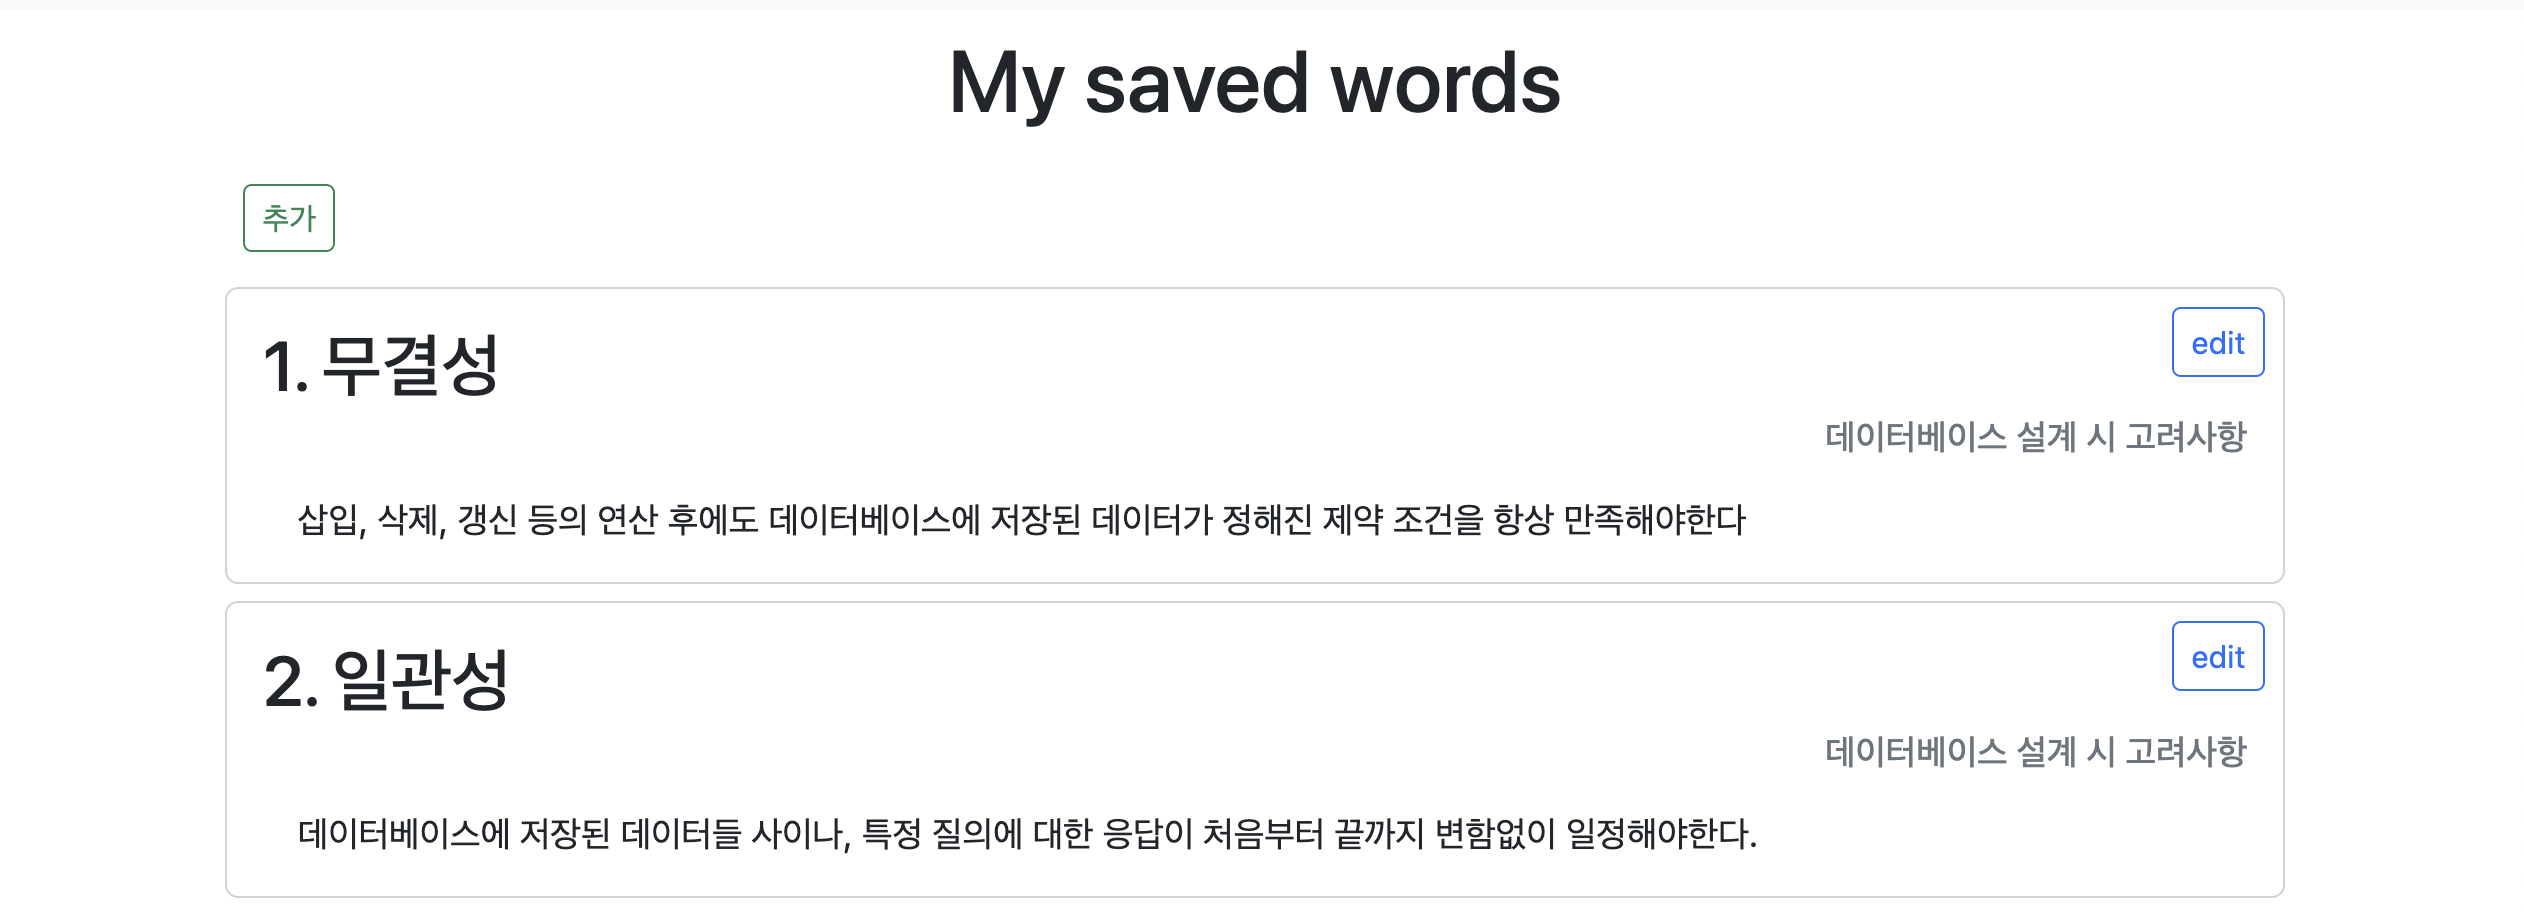 My saved words
추가
1. 무결성
edit
데이터베이스 설계 시 고려사항
삽입, 삭제, 갱신 등의 연산 후에도 데이터베이스에 저장된 데이터가 정해진 제약 조건을 항상 만족해야한다
2. 일관성
edit
데이터베이스 설계 시 고려사항
데이터베이스에 저장된 데이터들 사이나, 특정 질의에 대한 응답이 처음부터 끝까지 변함없이 일정해야한다.